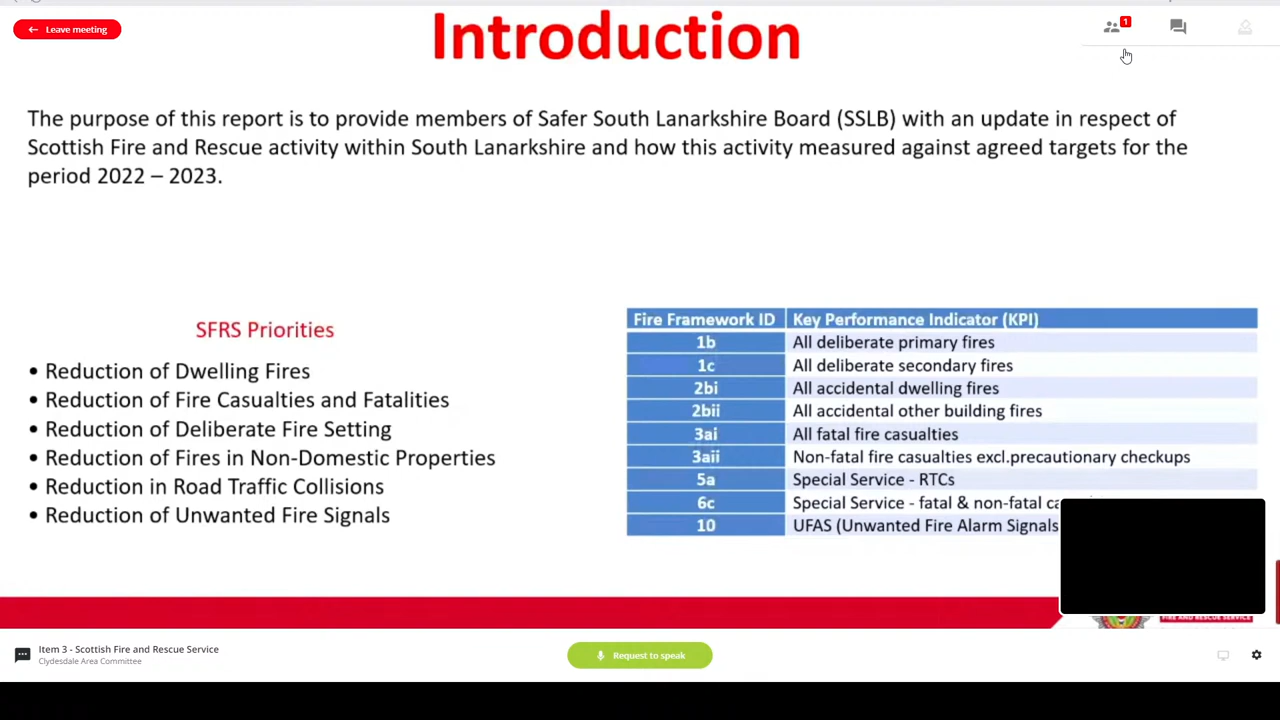 Introduction
Leave meeting
1
The purpose of this report is to provide members of Safer South Lanarkshire Board (SSLB) with an update in respect of
Scottish Fire and Rescue activity within South Lanarkshire and how this activity measured against agreed targets for the
period 2022 – 2023.
SFRS Priorities
• Reduction of Dwelling Fires
• Reduction of Fire Casualties and Fatalities
• Reduction of Deliberate Fire Setting
• Reduction of Fires in Non-Domestic Properties
• Reduction in Road Traffic Collisions
• Reduction of Unwanted Fire Signals
Fire Framework ID Key Performance Indicator (KPI)
1b All deliberate primary fires
1c All deliberate secondary fires
2bi All accidental dwelling fires
2bii All accidental other building fires
3ai All fatal fire casualties
3aii Non-fatal fire casualties excl.precautionary checkups
5a Special Service - RTCs
6c Special Service - fatal & non-fatal
10 UFAS (Unwanted Fire Alarm Signals
FIRE AND RESCUE SERVICE
Item 3 - Scottish Fire and Rescue Service
Clydesdale Area Committee
Request to speak